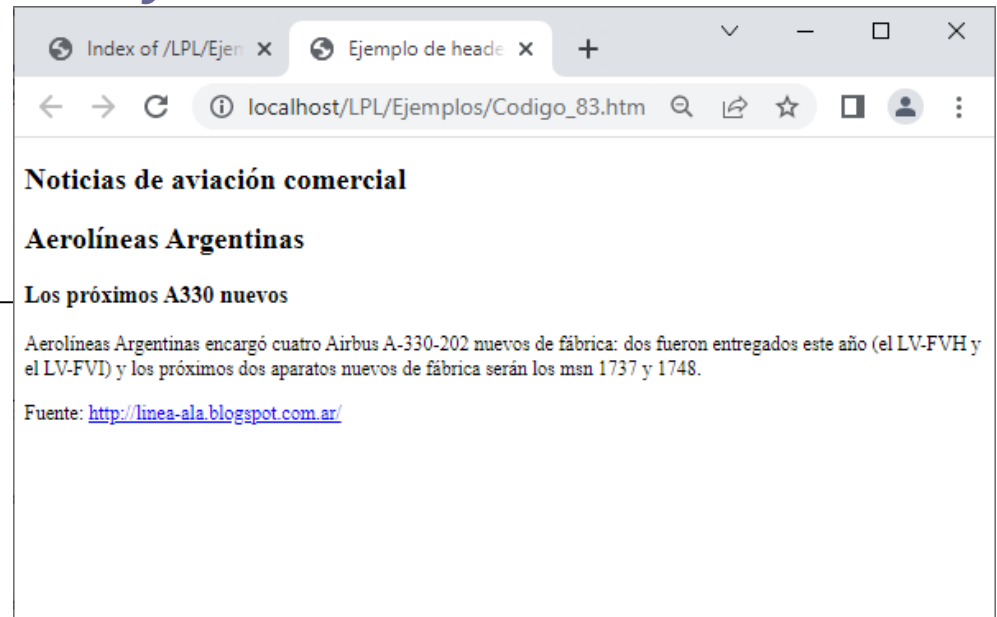 Index of /LPL/Ejem
Ejemplo de heade
localhost/LPL/Ejemplos/Codigo_83.htm
Noticias de aviación comercial
Aerolíneas Argentinas
Los próximos A330 nuevos
Aerolíneas Argentinas encargó cuatro Airbus A-330-202 nuevos de fábrica: dos fueron entregados este año (el LV-FVH y
el LV-FVI) y los próximos dos aparatos nuevos de fábrica serán los msn 1737 y 1748.
Fuente: http://linea-ala.blogspot.com.ar/